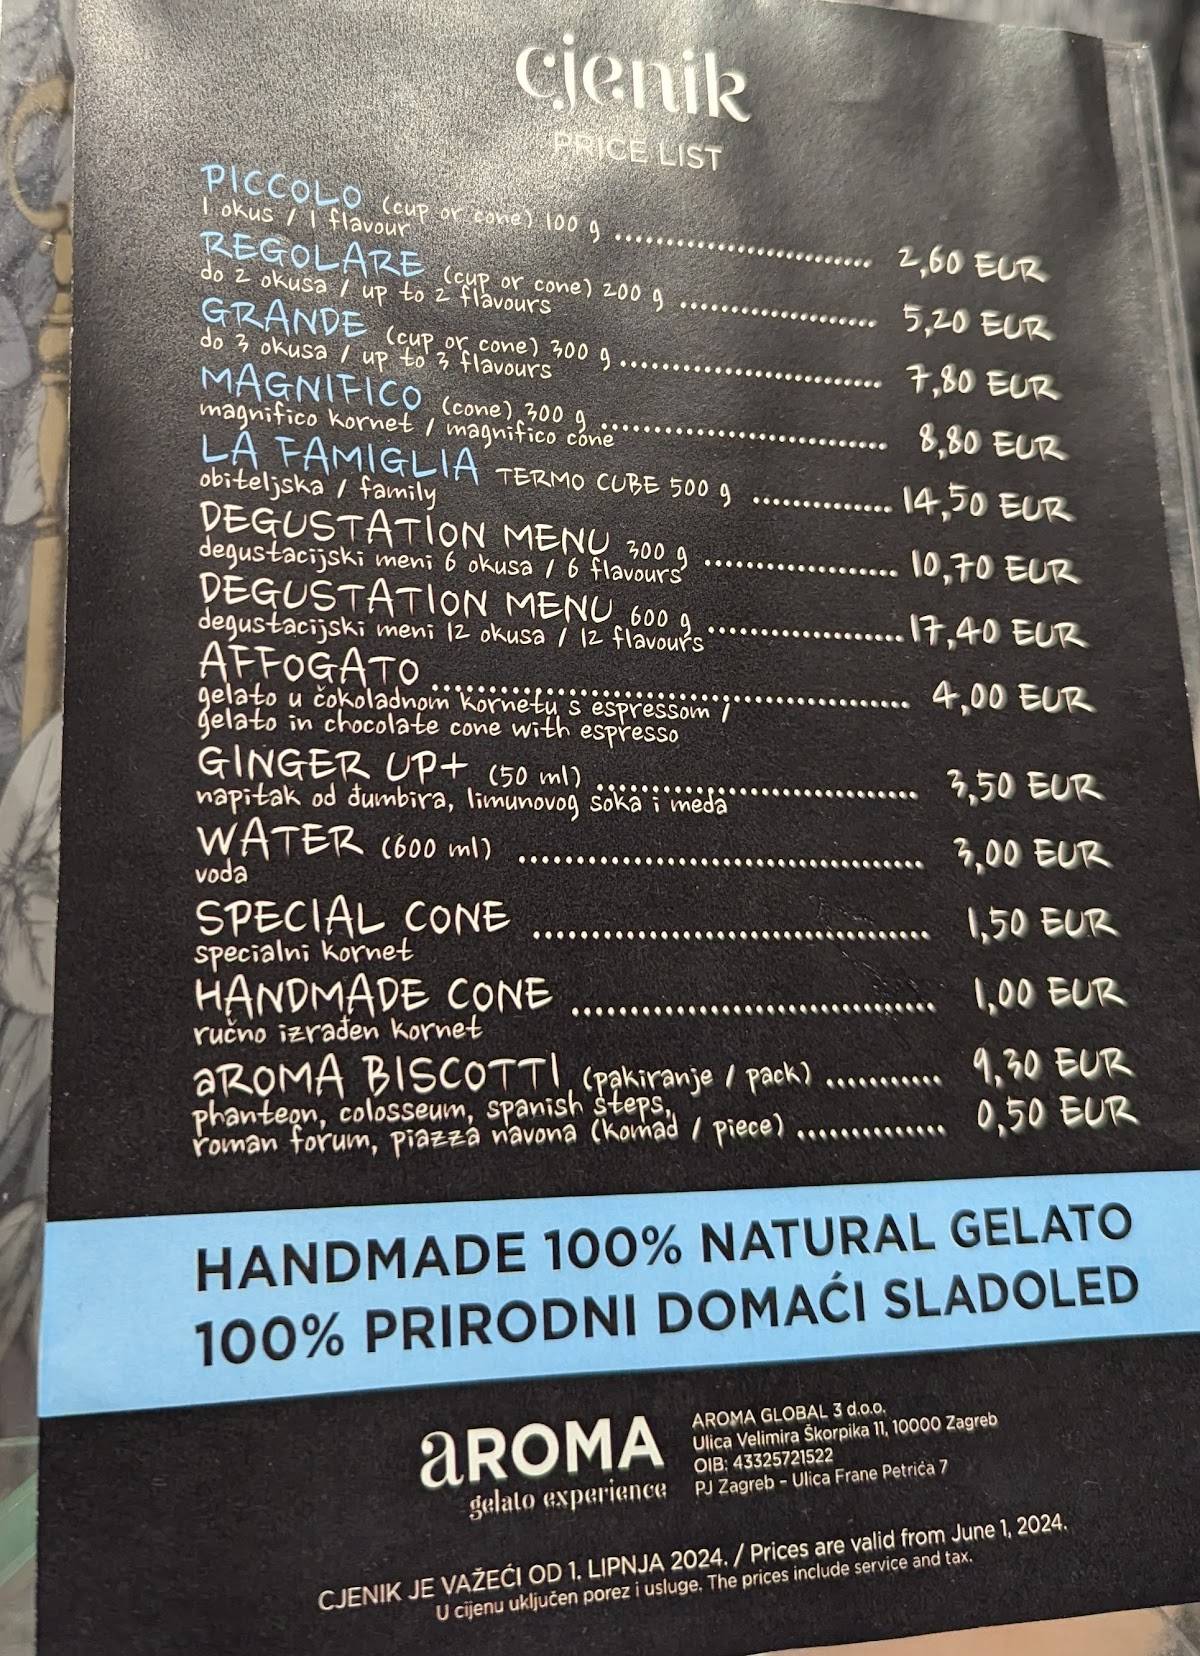 cjenik
PRICE LIST
PICCOLO (cup or cone) 100 g .......... 2,60 EUR
1 okus / 1 flavour
REGOLARE (cup or cone) 200 g .......... 5,20 EUR
do 2 okusa / up to 2 flavours
GRANDE (cup or cone) 300 g .......... 7,80 EUR
do 3 okusa / up to 3 flavours
MAGNIFICO (cone) 300 g .......... 8,80 EUR
magnifico kornet / magnifico cone
LA FAMIGLIA TERMO CUBE 500 g .......... 14,50 EUR
obiteljska / family
DEGUSTATION MENU 300 g .......... 10,70 EUR
degustacijski meni 6 okusa / 6 flavours
DEGUSTATION MENU 600 g .......... 17,40 EUR
degustacijski meni 12 okusa / 12 flavours
AFFOGATO .......... 4,00 EUR
gelato u čokoladnom kornetu s espressom /
gelato in chocolate cone with espresso
GINGER UP+ (50 ml) .......... 3,50 EUR
napitak od đumbira, limunovog soka i meda
WATER (600 ml) .......... 3,00 EUR
voda
SPECIAL CONE .......... 1,50 EUR
specialni kornet
HANDMADE CONE .......... 1,00 EUR
ručno izrađen kornet
aROMA BISCOTTI (pakiranje / pack) .......... 9,30 EUR
phanteon, colosseum, spanish steps,
roman forum, piazza navona (komad / piece) .......... 0,50 EUR
HANDMADE 100% NATURAL GELATO
100% PRIRODNI DOMAĆI SLADOLED
aROMA
gelato experience
AROMA GLOBAL 3 d.o.o.
Ulica Velimira Škorpika 11, 10000 Zagreb
OIB: 43325721522
PJ Zagreb - Ulica Frane Petrića 7
CJENIK JE VAŽEĆI OD 1. LIPNJA 2024. / Prices are valid from June 1, 2024.
U cijenu uključen porez i usluge. The prices include service and tax.